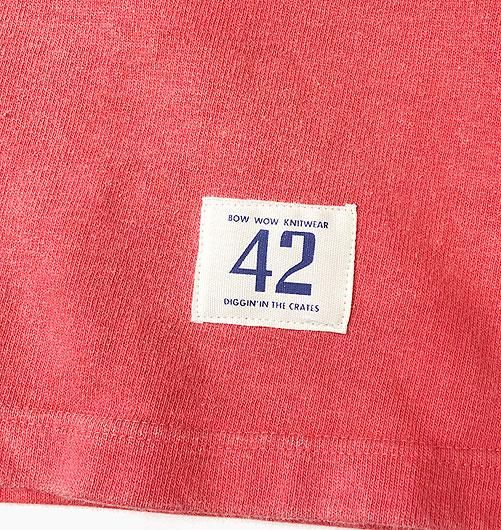 BOW WOW KNITWEAR
42
DIGGIN' IN THE CRATES